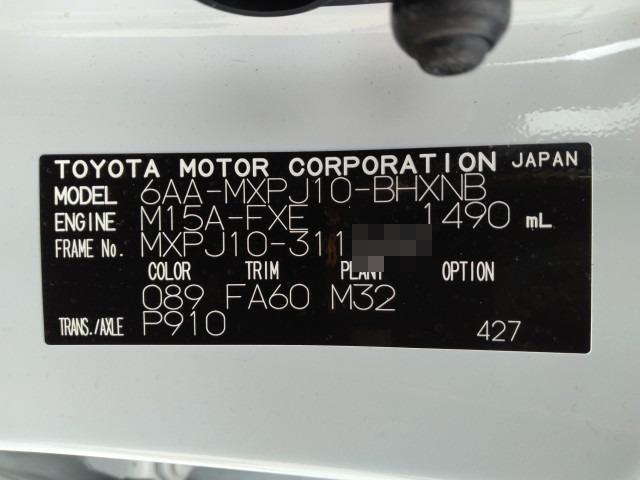 TOYOTA MOTOR CORPORATION JAPAN
MODEL 6AA-MXPJ10-BHXNB
ENGINE M15A-FXE 1490 mL
FRAME No. MXPJ10-311
COLOR TRIM PLANT OPTION
089 FA60 M32
TRANS./AXLE P910 427